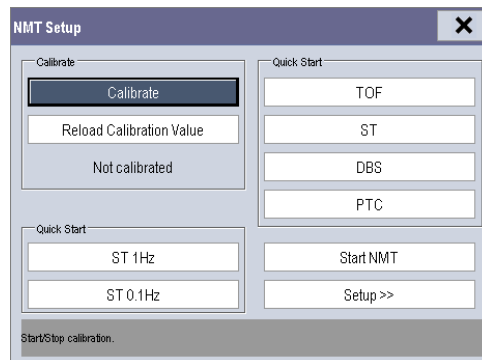 NMT Setup
Calibrate
Calibrate
Reload Calibration Value
Not calibrated
Quick Start
TOF
ST
DBS
PTC
Quick Start
ST 1Hz
ST 0.1Hz
Start NMT
Setup >>
Start/Stop calibration.